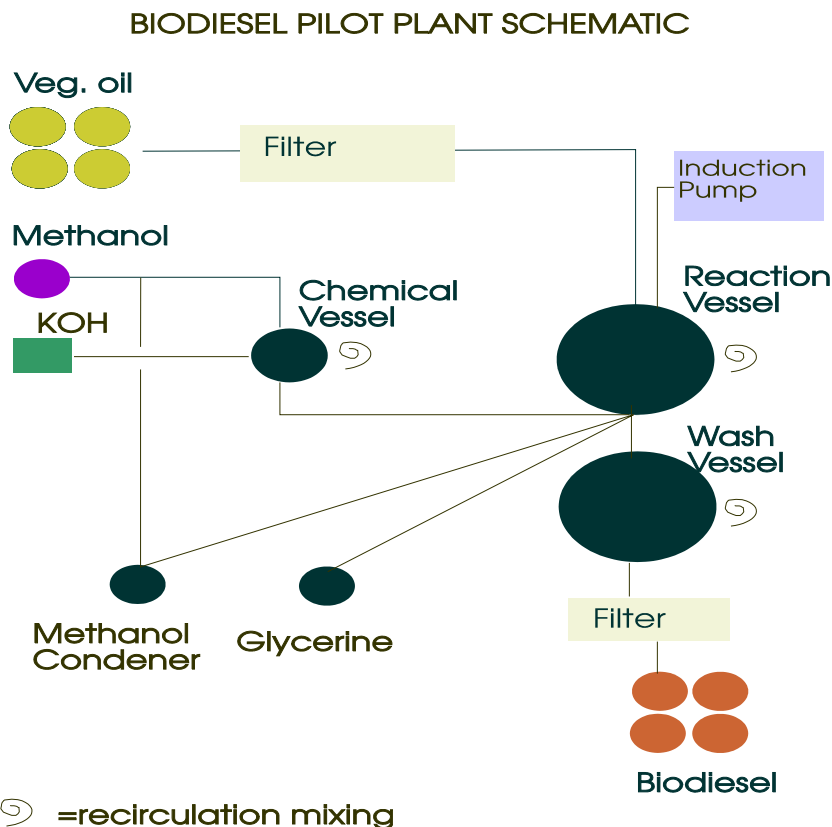 BIODIESEL PILOT PLANT SCHEMATIC
Veg. oil
Filter
Induction
Pump
Methanol
Reaction
Vessel
Chemical
Vessel
KOH
Wash
Vessel
Filter
Methanol
Condener
Glycerine
Biodiesel
=recirculation mixing